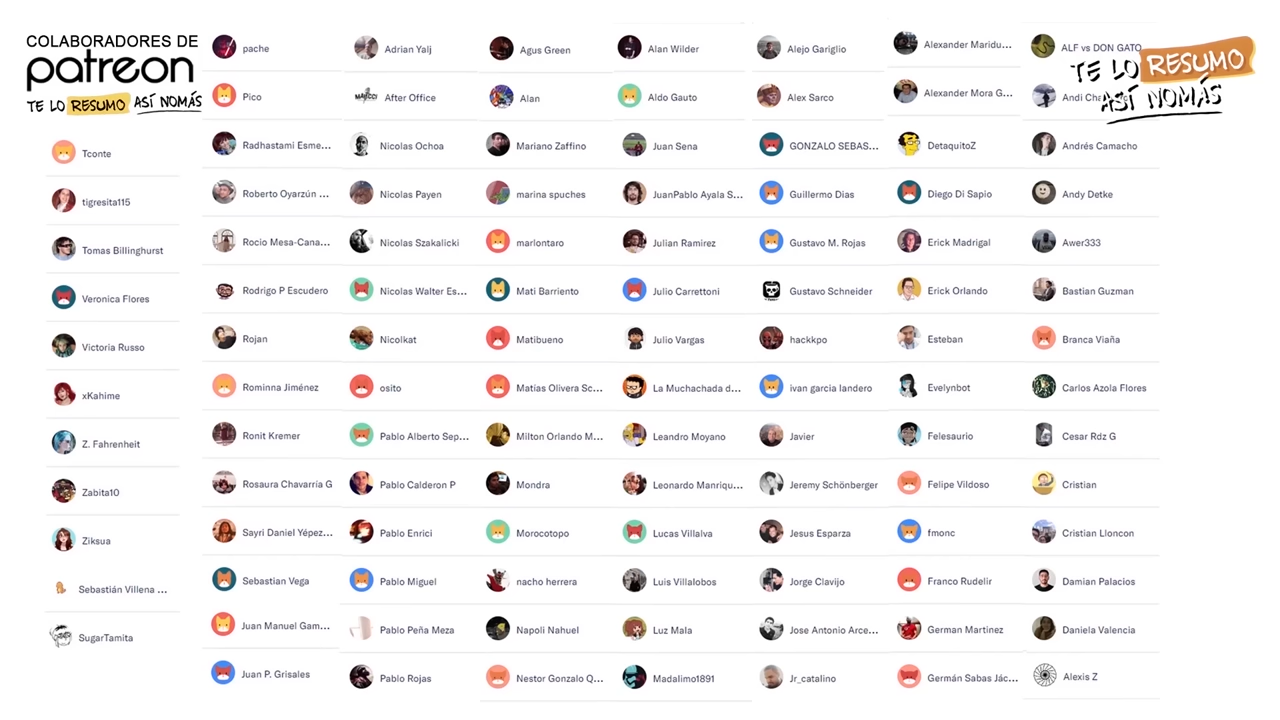 COLABORADORES DE
patreon
TE LO RESUMO ASÍ NOMÁS
Tconte
tigresita115
Tomas Billinghurst
Veronica Flores
Victoria Russo
xKahime
Z. Fahrenheit
Zabita10
Ziksua
Sebastián Villena ...
SugarTamita
pache
Pico
Radhastami Esme...
Roberto Oyarzún ...
Rocio Mesa-Cana...
Rodrigo P Escudero
Rojan
Rominna Jiménez
Ronit Kremer
Rosaura Chavarría G
Sayri Daniel Yépez...
Sebastian Vega
Juan Manuel Gam...
Juan P. Grisales
Adrian Yalj
After Office
Nicolas Ochoa
Nicolas Payen
Nicolas Szakalicki
Nicolas Walter Es...
Nicolkat
osito
Pablo Alberto Sep...
Pablo Calderon P
Pablo Enrici
Pablo Miguel
Pablo Peña Meza
Pablo Rojas
Agus Green
Alan
Mariano Zaffino
marina spuches
marlontaro
Mati Barriento
Matibueno
Matías Olivera Sc...
Milton Orlando M...
Mondra
Morocotopo
nacho herrera
Napoli Nahuel
Nestor Gonzalo Q...
Alan Wilder
Aldo Gauto
Juan Sena
JuanPablo Ayala S...
Julian Ramirez
Julio Carrettoni
Julio Vargas
La Muchachada d...
Leandro Moyano
Leonardo Manriqu...
Lucas Villalva
Luis Villalobos
Luz Mala
Madalimo1891
Alejo Gariglio
Alex Sarco
GONZALO SEBAS...
Guillermo Dias
Gustavo M. Rojas
Gustavo Schneider
hackkpo
ivan garcia landero
Javier
Jeremy Schönberger
Jesus Esparza
Jorge Clavijo
Jose Antonio Arce...
Jr_catalino
Alexander Maridu...
Alexander Mora G...
DetaquitoZ
Diego Di Sapio
Erick Madrigal
Erick Orlando
Esteban
Evelynbot
Felesaurio
Felipe Vildoso
fmonc
Franco Rudelir
German Martinez
Germán Sabas Jác...
ALF vs DON GATO
Andi
Andrés Camacho
Andy Detke
Awer333
Bastian Guzman
Branca Viaña
Carlos Azola Flores
Cesar Rdz G
Cristian
Cristian Lloncon
Damian Palacios
Daniela Valencia
Alexis Z
TE LO RESUMO
ASÍ NOMÁS